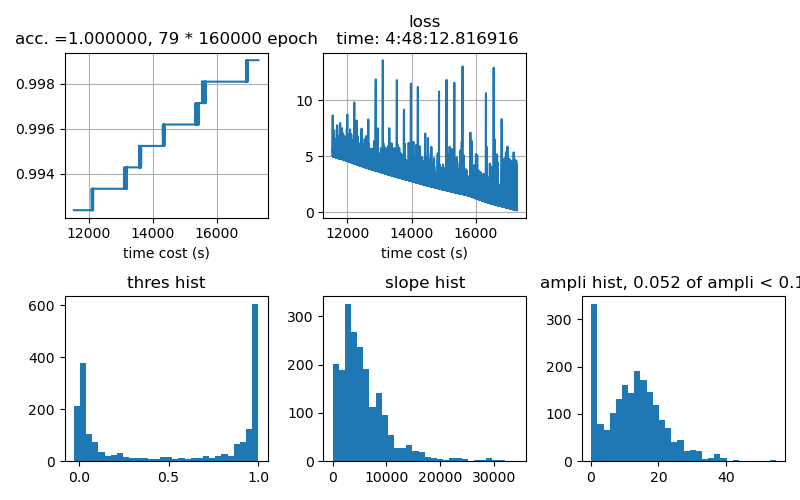 acc. =1.000000, 79 * 160000 epoch
0.998
0.996
0.994
12000 14000 16000
time cost (s)
loss
time: 4:48:12.816916
10
5
0
12000 14000 16000
time cost (s)
thres hist
600
400
200
0
0.0 0.5 1.0
slope hist
300
200
100
0
0 10000 20000 30000
ampli hist, 0.052 of ampli < 0.1
300
200
100
0
0 20 40